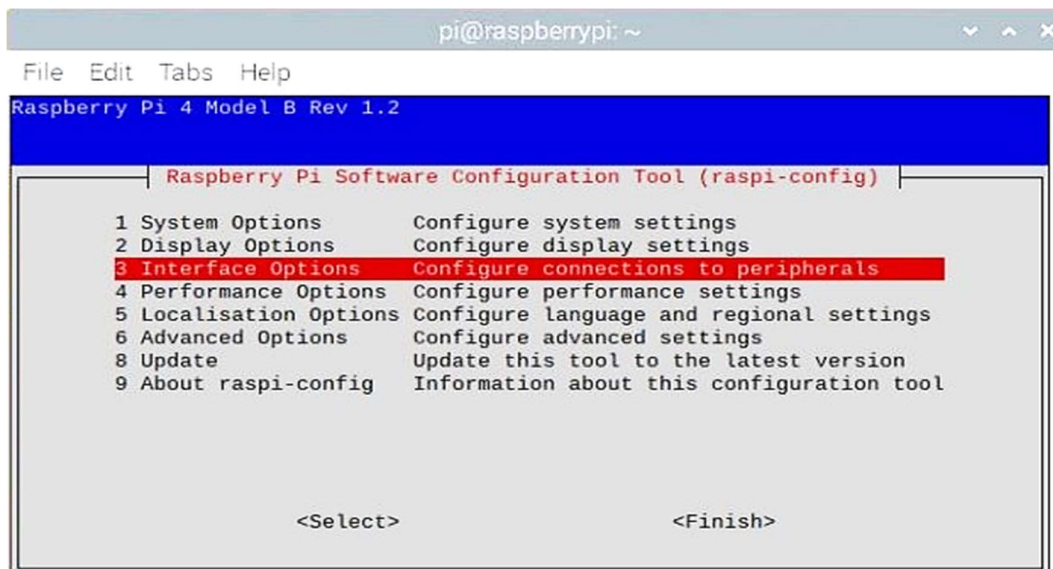 pi@raspberrypi: ~
File Edit Tabs Help
Raspberry Pi 4 Model B Rev 1.2
Raspberry Pi Software Configuration Tool (raspi-config)
1 System Options Configure system settings
2 Display Options Configure display settings
3 Interface Options Configure connections to peripherals
4 Performance Options Configure performance settings
5 Localisation Options Configure language and regional settings
6 Advanced Options Configure advanced settings
8 Update Update this tool to the latest version
9 About raspi-config Information about this configuration tool
<Select> <Finish>